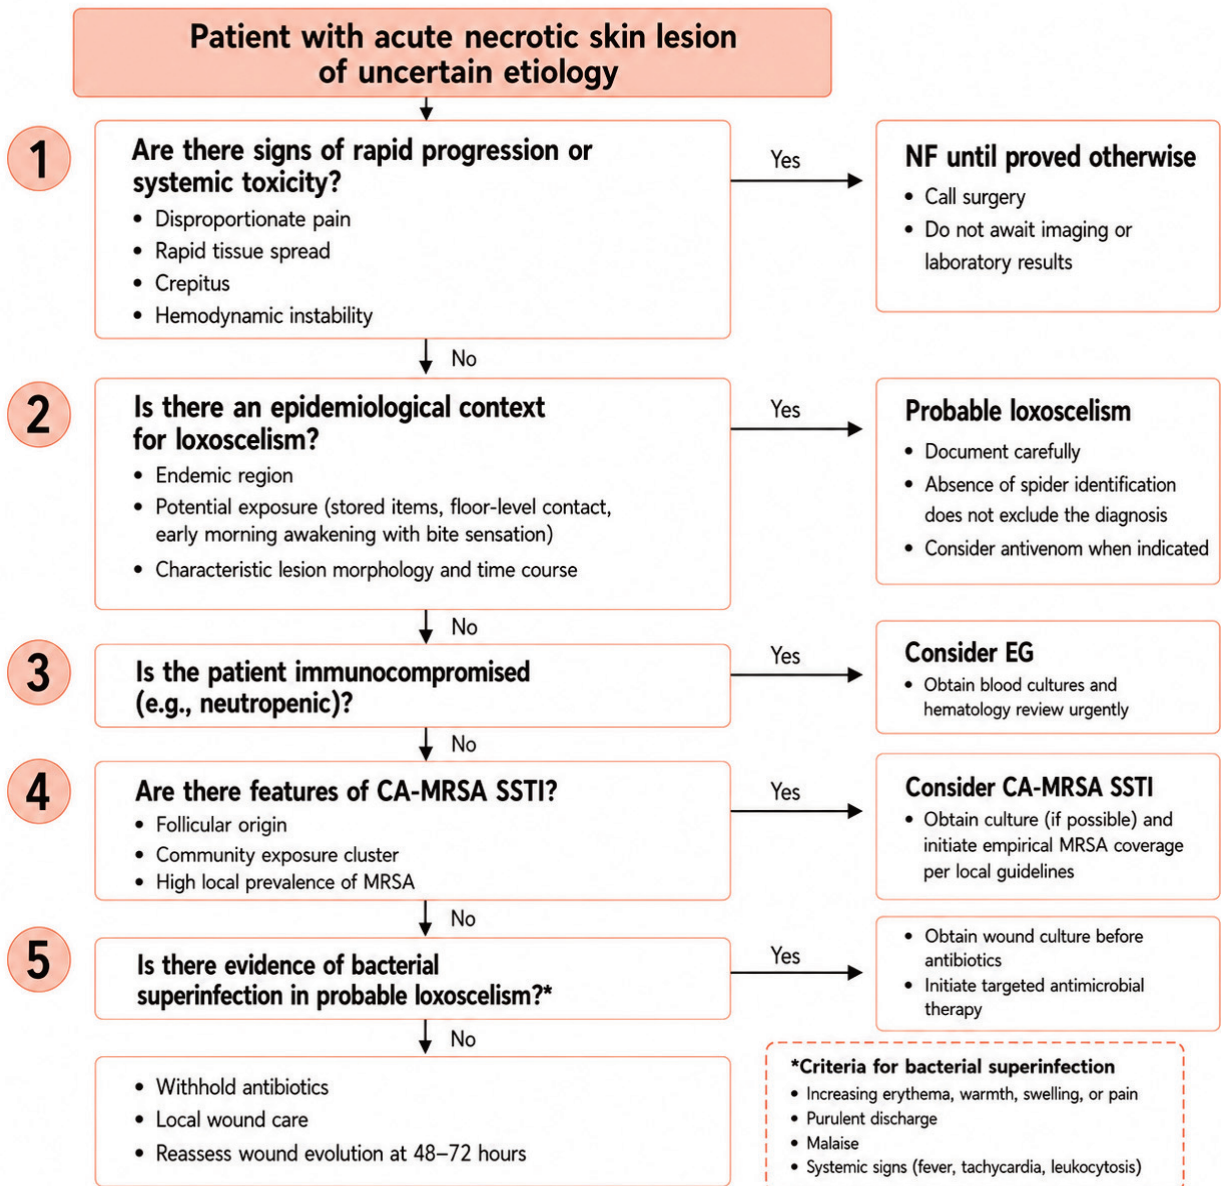 Patient with acute necrotic skin lesion
of uncertain etiology
1
Are there signs of rapid progression or
systemic toxicity?
• Disproportionate pain
• Rapid tissue spread
• Crepitus
• Hemodynamic instability
Yes
NF until proved otherwise
• Call surgery
• Do not await imaging or
laboratory results
No
2
Is there an epidemiological context
for loxoscelism?
• Endemic region
• Potential exposure (stored items, floor-level contact,
early morning awakening with bite sensation)
• Characteristic lesion morphology and time course
Yes
Probable loxoscelism
• Document carefully
• Absence of spider identification
does not exclude the diagnosis
• Consider antivenom when indicated
No
3
Is the patient immunocompromised
(e.g., neutropenic)?
Yes
Consider EG
• Obtain blood cultures and
hematology review urgently
No
4
Are there features of CA-MRSA SSTI?
• Follicular origin
• Community exposure cluster
• High local prevalence of MRSA
Yes
Consider CA-MRSA SSTI
• Obtain culture (if possible) and
initiate empirical MRSA coverage
per local guidelines
No
5
Is there evidence of bacterial
superinfection in probable loxoscelism?*
Yes
• Obtain wound culture before
antibiotics
• Initiate targeted antimicrobial
therapy
No
• Withhold antibiotics
• Local wound care
• Reassess wound evolution at 48–72 hours
*Criteria for bacterial superinfection
• Increasing erythema, warmth, swelling, or pain
• Purulent discharge
• Malaise
• Systemic signs (fever, tachycardia, leukocytosis)